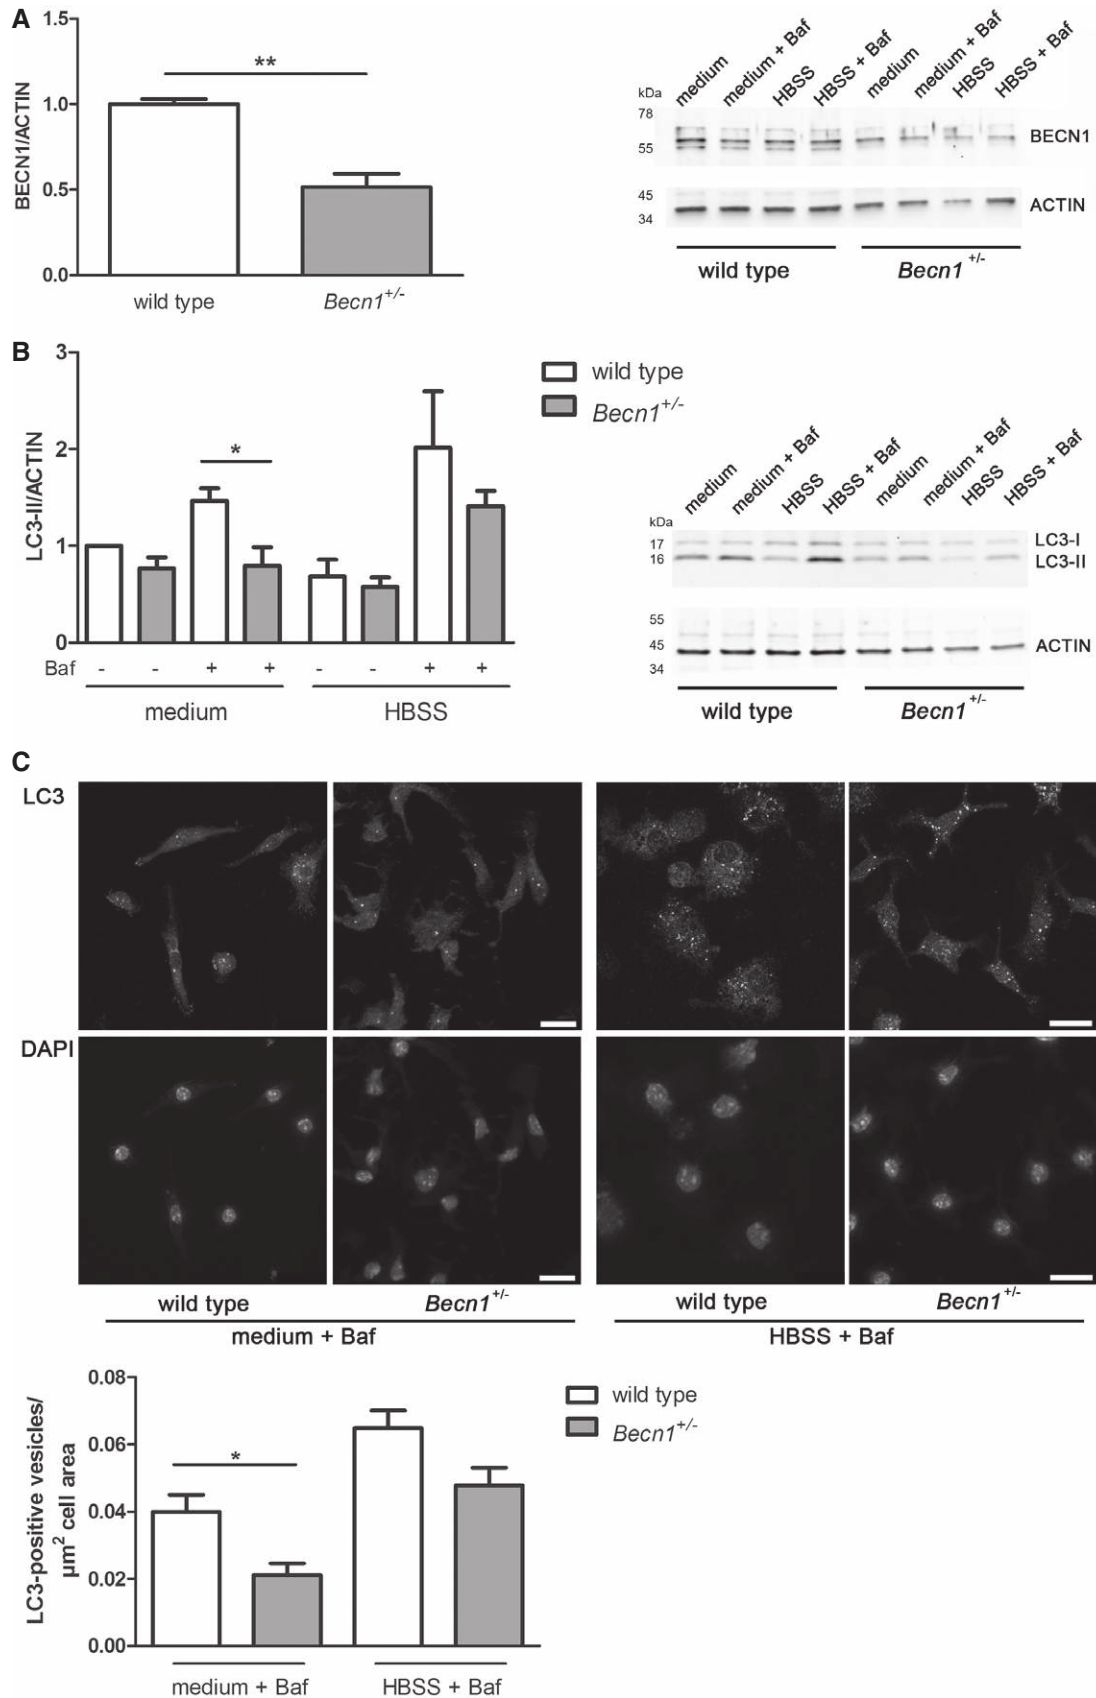 A
1.5
1.0
0.5
0.0
BECN1/ACTIN
**
wild type
Becn1+/-
medium
medium + Baf
HBSS
HBSS + Baf
medium
medium + Baf
HBSS
HBSS + Baf
kDa
78
55
BECN1
45
34
ACTIN
wild type
Becn1 +/-
B
3
2
1
0
LC3-II/ACTIN
*
Baf - - + + - - + +
medium
HBSS
wild type
Becn1+/-
medium
medium + Baf
HBSS
HBSS + Baf
medium
medium + Baf
HBSS
HBSS + Baf
kDa
17
16
LC3-I
LC3-II
55
45
34
ACTIN
wild type
Becn1 +/-
C
LC3
DAPI
wild type
Becn1+/-
wild type
Becn1+/-
medium + Baf
HBSS + Baf
0.08
0.06
0.04
0.02
0.00
LC3-positive vesicles/
µm2 cell area
*
medium + Baf
HBSS + Baf
wild type
Becn1+/-